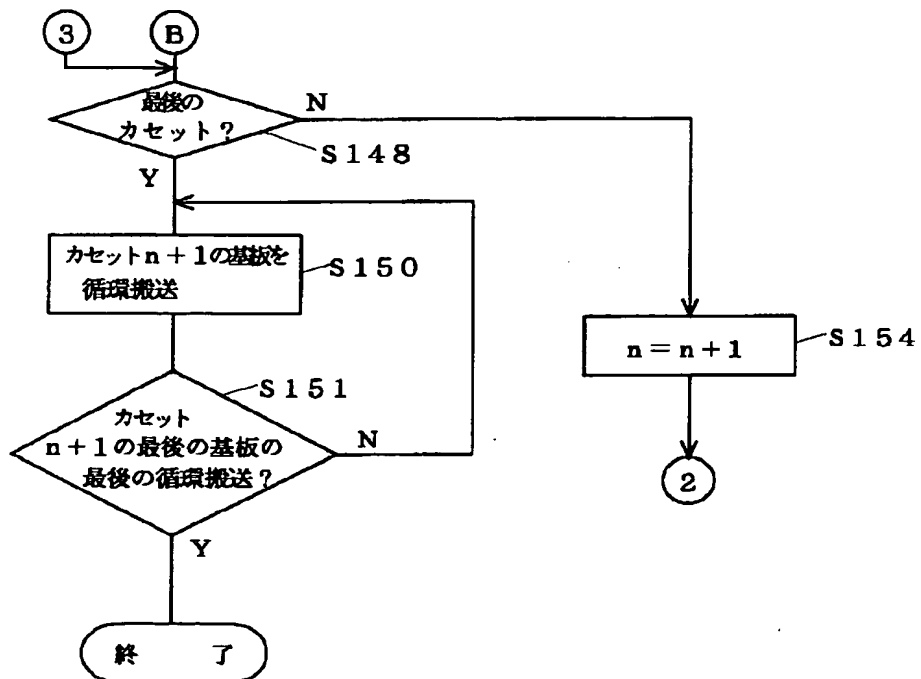 3
B
最後の
カセット？
N
S148
Y
カセットn+1の基板を
循環搬送
S150
n=n+1
S154
S151
カセット
n+1の最後の基板の
最後の循環搬送？
N
2
Y
終 了